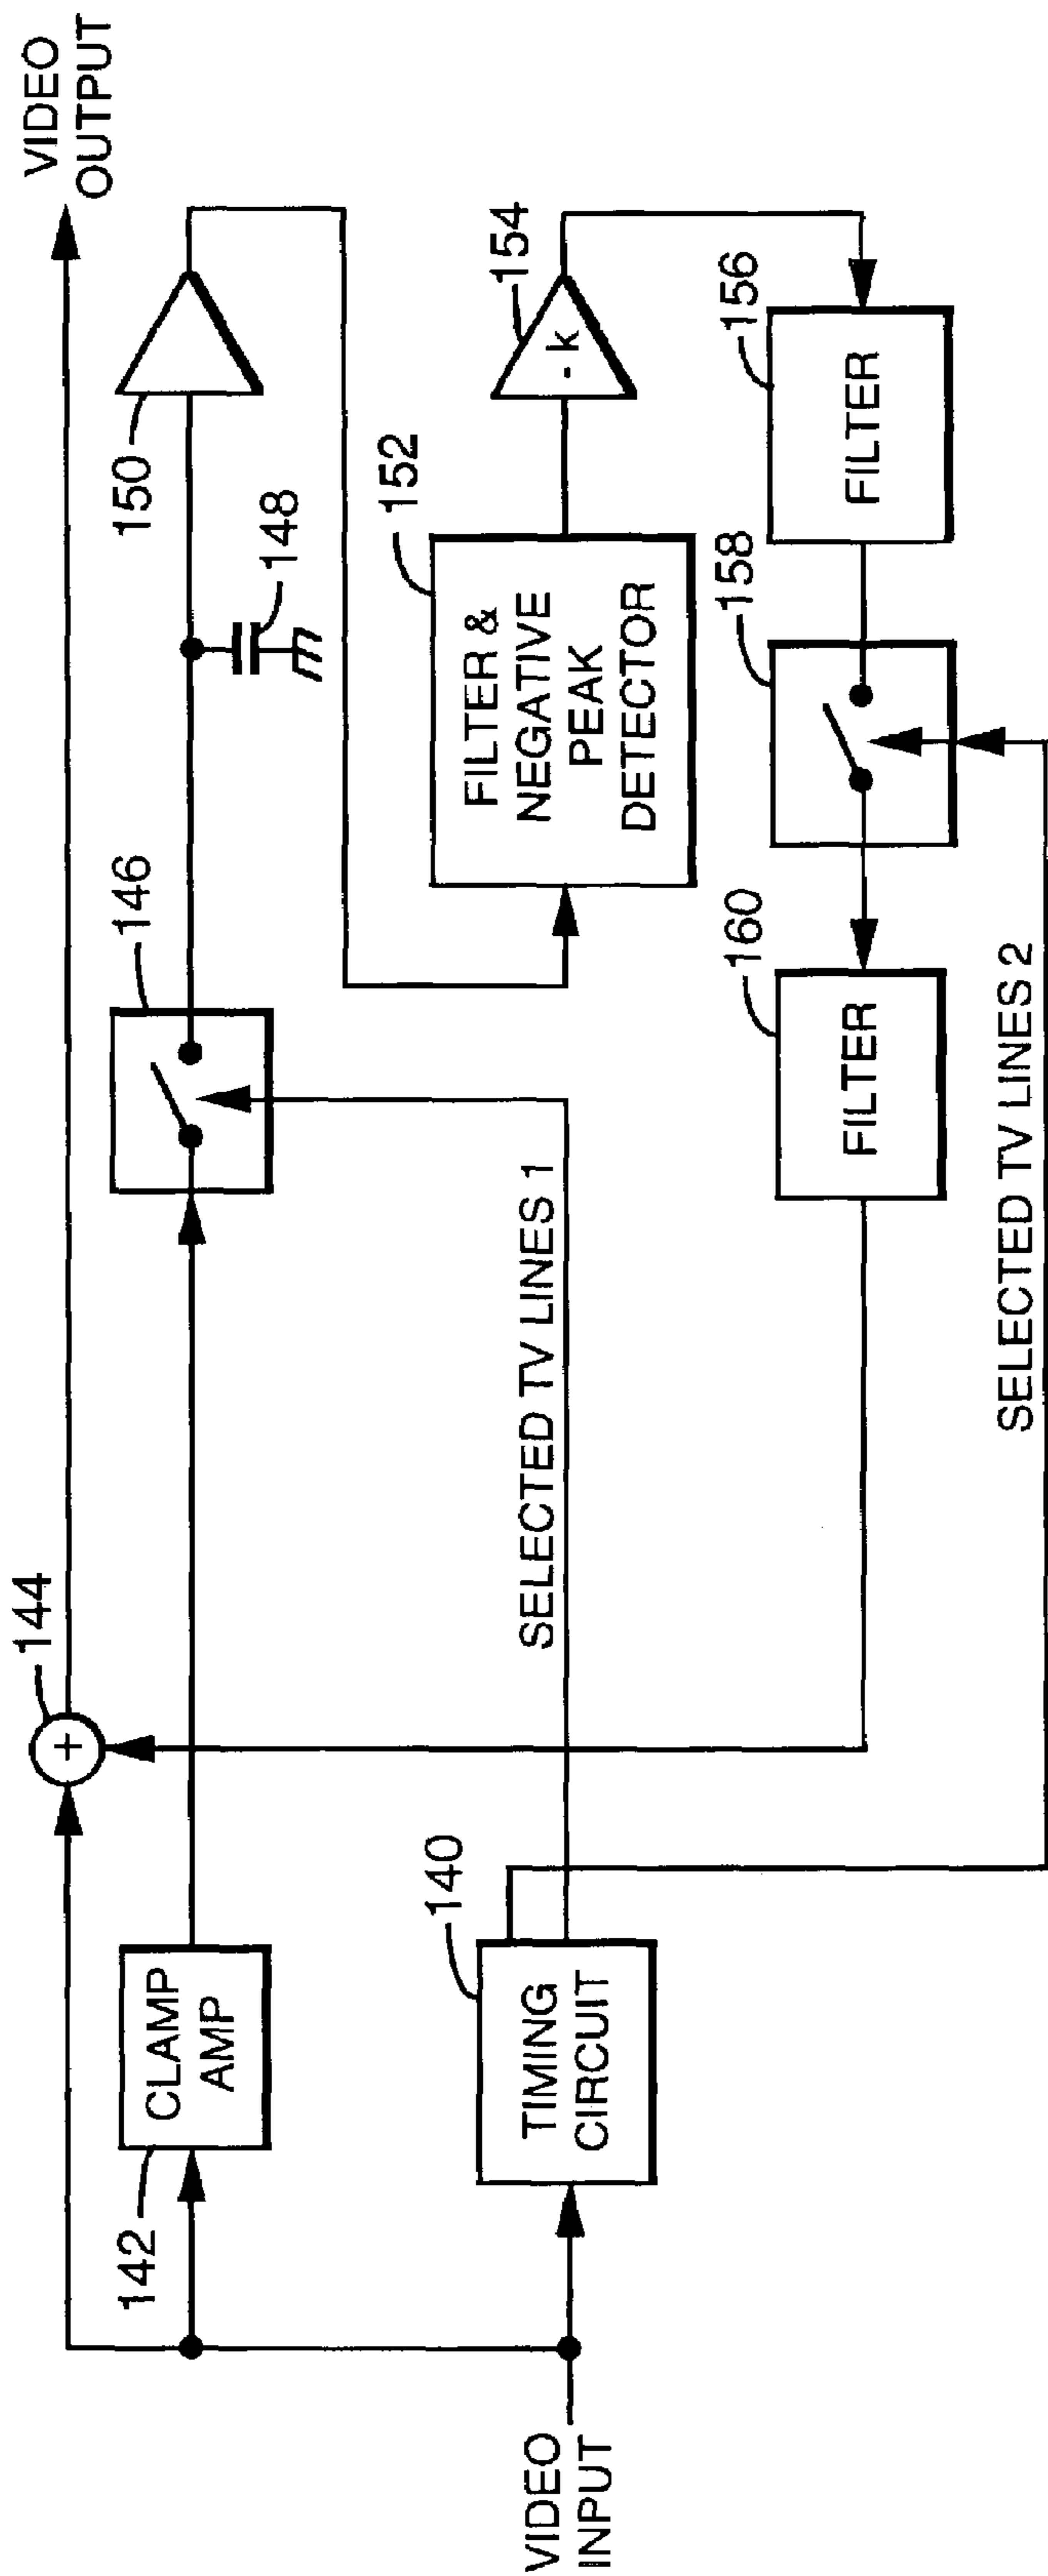 VIDEO
OUTPUT
144
146
150
148
142
CLAMP
AMP
152
FILTER &
NEGATIVE
PEAK
DETECTOR
154
- k
SELECTED TV LINES 1
140
TIMING
CIRCUIT
VIDEO
INPUT
160
FILTER
158
156
FILTER
SELECTED TV LINES 2
+